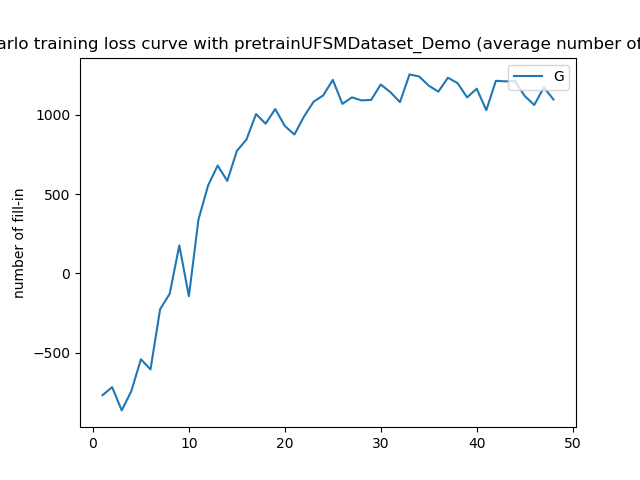 arlo training loss curve with pretrainUFSMDataset_Demo (average number of
G
1000
500
0
−500
number of fill-in
0 10 20 30 40 50